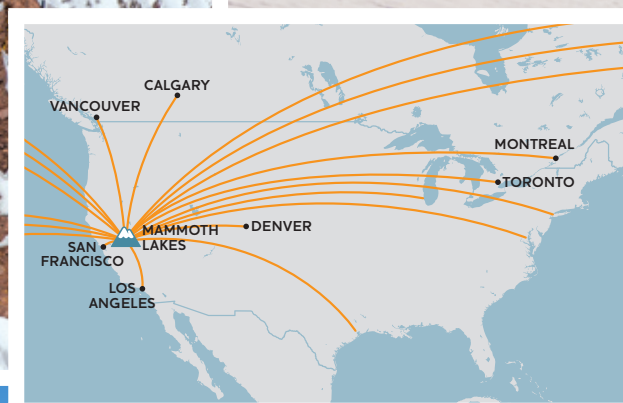 CALGARY
VANCOUVER
MONTREAL
TORONTO
MAMMOTH
LAKES
DENVER
SAN
FRANCISCO
LOS
ANGELES